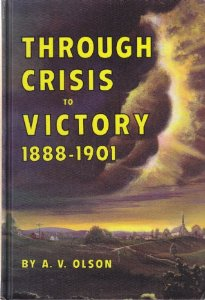 THROUGH
CRISIS
TO
VICTORY
1888-1901
BY A. V. OLSON